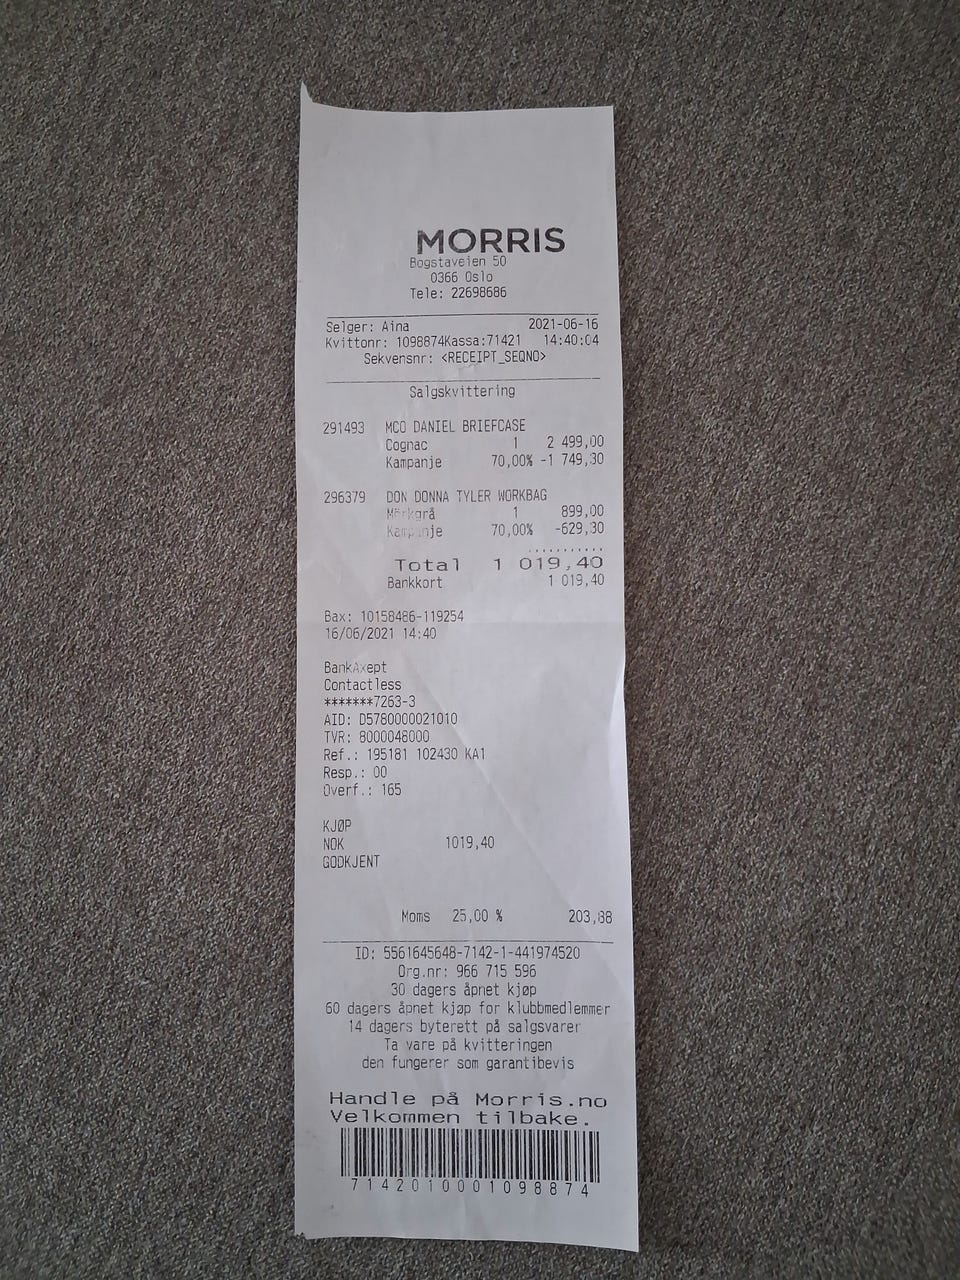 MORRIS
Bogstaveien 50
0366 Oslo
Tele: 22698686
Selger: Aina 2021-06-16
Kvittonr: 1098874Kassa:71421 14:40:04
Sekvensnr: <RECEIPT_SEQNO>
Salgskvittering
291493 MCO DANIEL BRIEFCASE
Cognac 1 2 499,00
Kampanje 70,00% -1 749,30
296379 DON DONNA TYLER WORKBAG
Mörkgrå 1 899,00
Kampanje 70,00% -629,30
Total 1 019,40
Bankkort 1 019,40
Bax: 10158486-119254
16/06/2021 14:40
BankAxept
Contactless
*******7263-3
AID: D5780000021010
TVR: 8000048000
Ref.: 195181 102430 KA1
Resp.: 00
Overf.: 165
KJØP
NOK 1019,40
GODKJENT
Moms 25,00 % 203,88
ID: 5561645648-7142-1-441974520
Org.nr: 966 715 596
30 dagers åpnet kjøp
60 dagers åpnet kjøp for klubbmedlemmer
14 dagers byterett på salgsvarer
Ta vare på kvitteringen
den fungerer som garantibevis
Handle på Morris.no
Velkommen tilbake.
7142010001098874